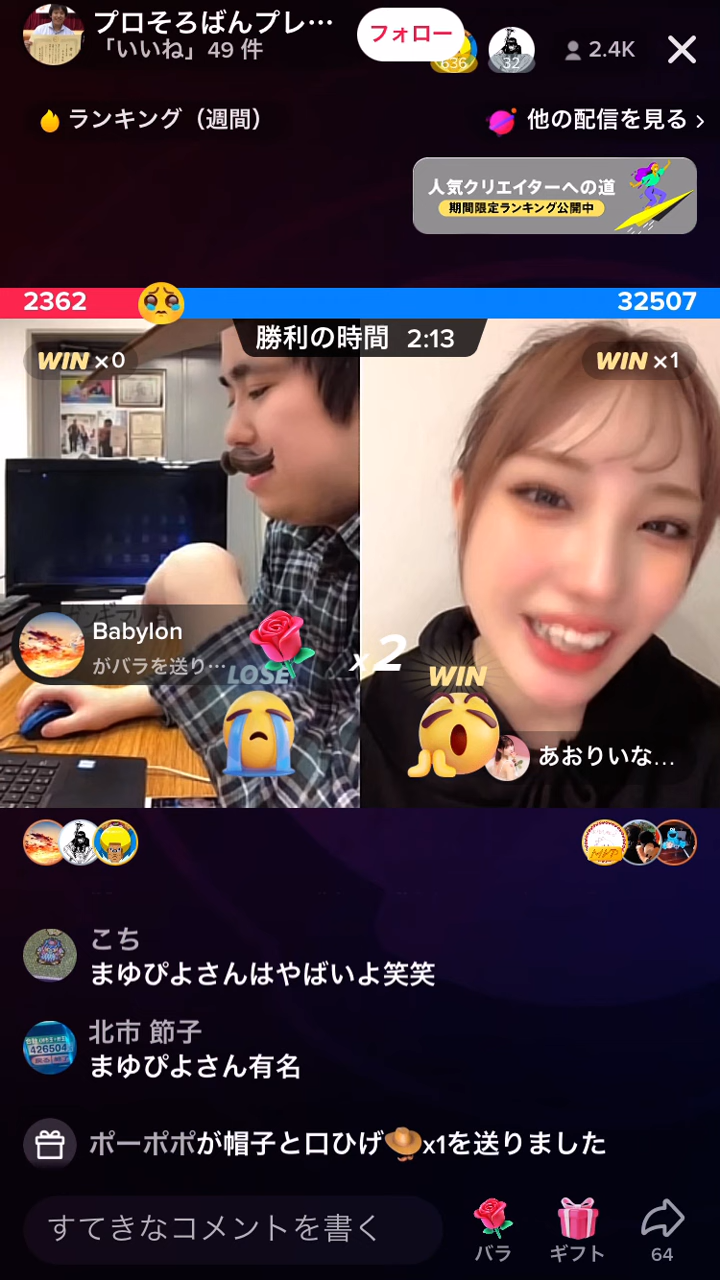 プロそろばんプレ…
「いいね」49 件
フォロー
636
32
2.4K
ランキング（週間）
他の配信を見る ›
人気クリエイターへの道
期間限定ランキング公開中
2362
32507
勝利の時間 2:13
WIN x0
WIN x1
Babylon
がバラを送り…
x2
LOSE
WIN
あおりいな…
こち
まゆぴよさんはやばいよ笑笑
426504
北市 節子
まゆぴよさん有名
ポーポポが帽子と口ひげx1を送りました
すてきなコメントを書く
バラ
ギフト
64